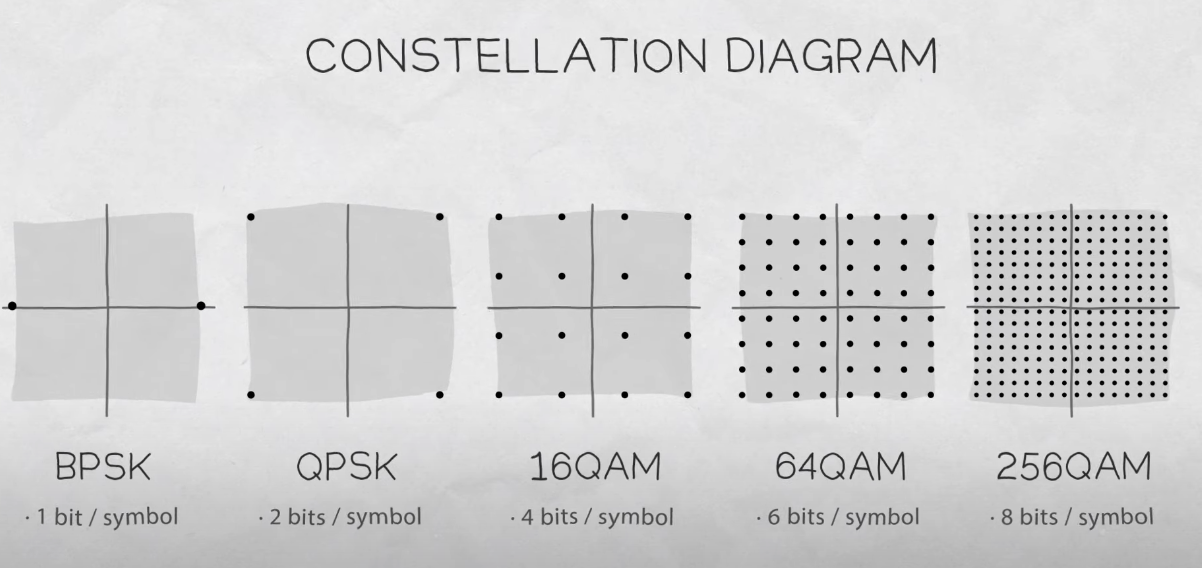 CONSTELLATION DIAGRAM
BPSK
· 1 bit / symbol
QPSK
· 2 bits / symbol
16QAM
· 4 bits / symbol
64QAM
· 6 bits / symbol
256QAM
· 8 bits / symbol